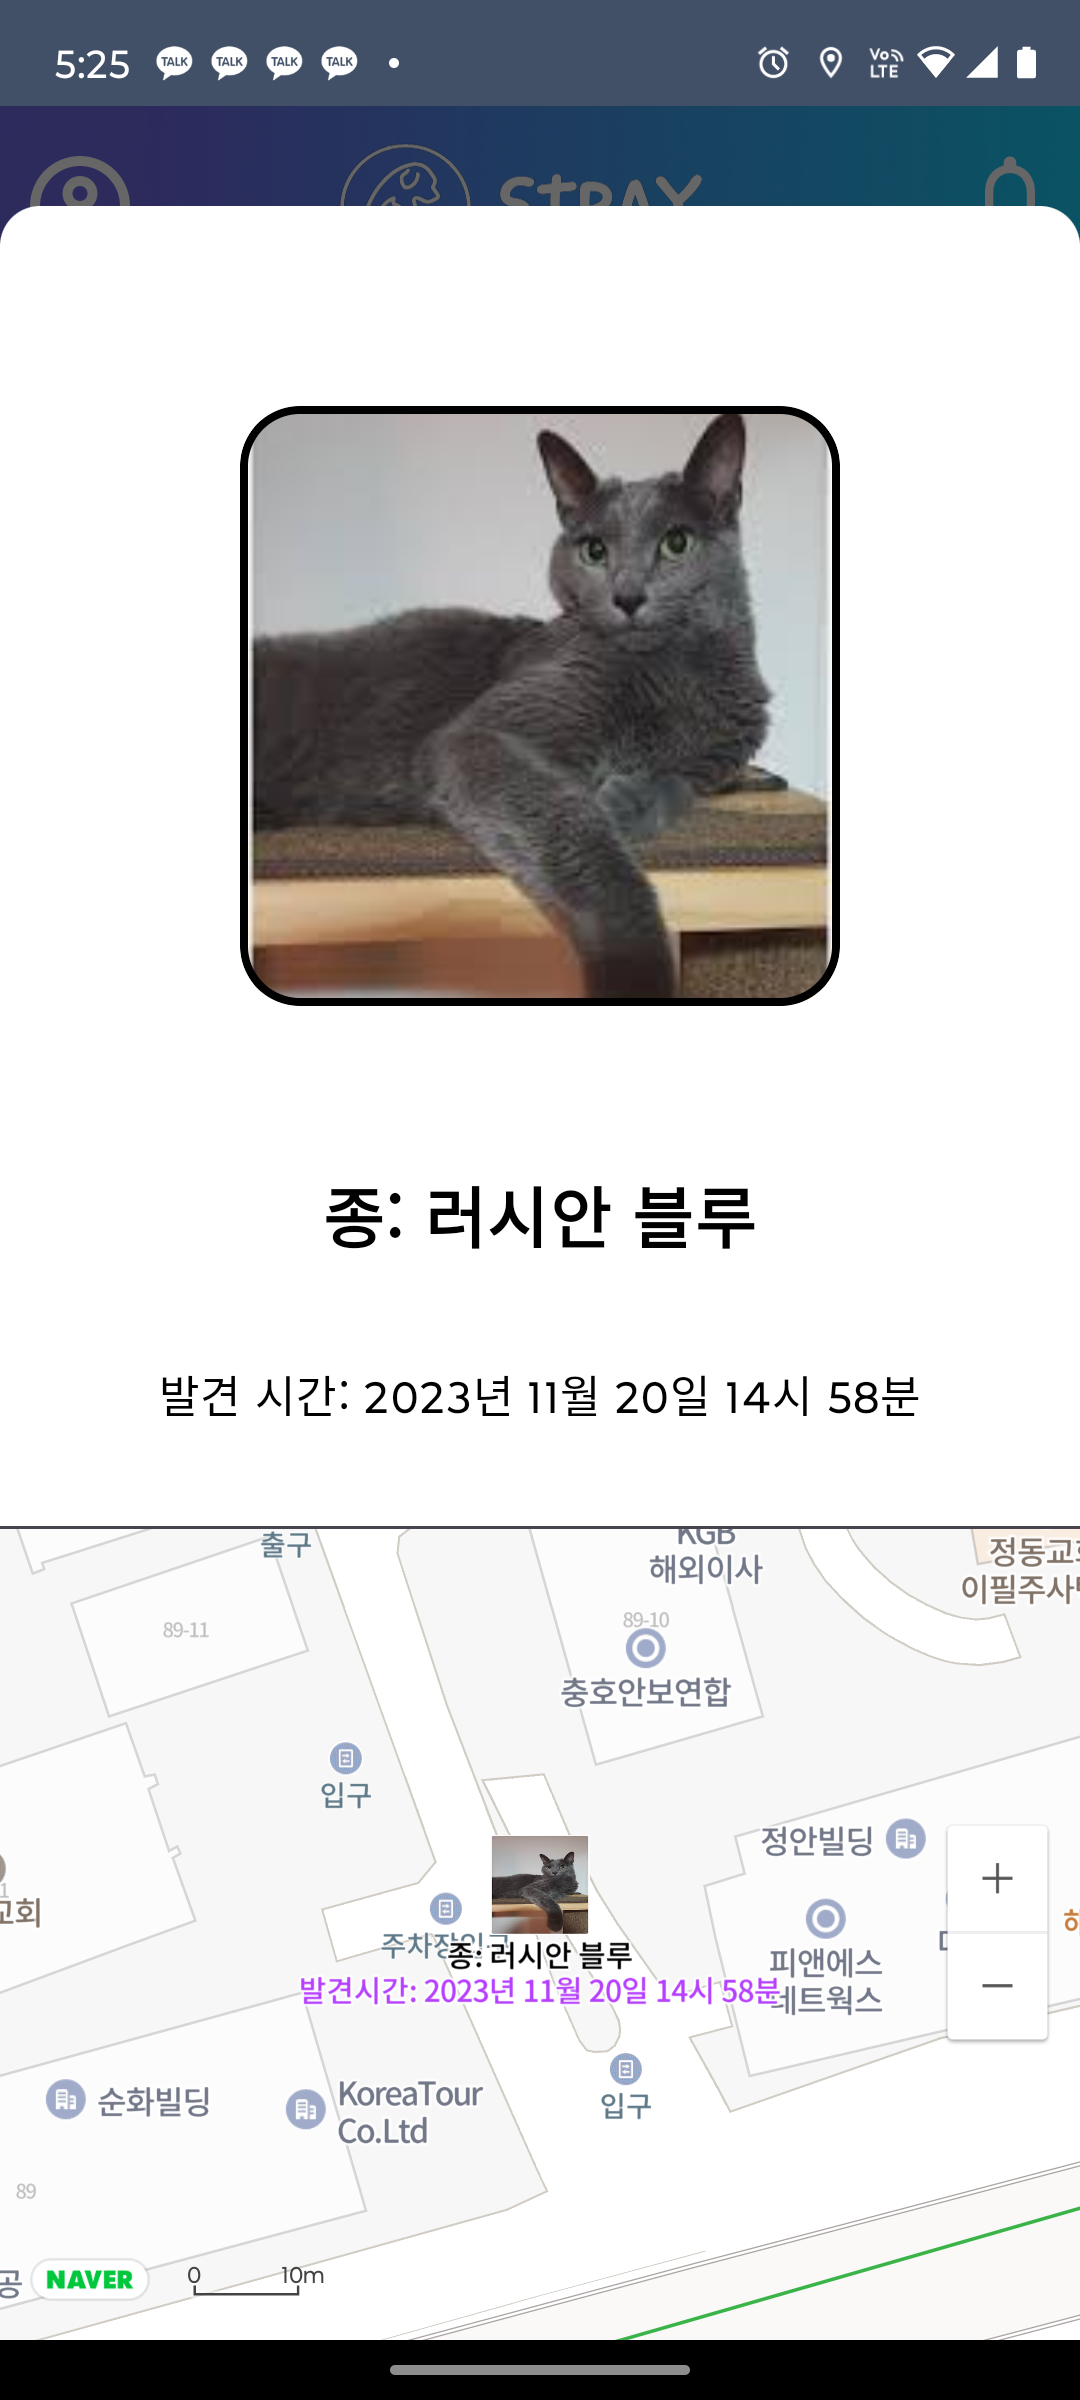 5:25 TALK TALK TALK TALK Vo LTE
STRAY
종: 러시안 블루
발견 시간: 2023년 11월 20일 14시 58분
출구
KGB
해외이사
정동교
이필주사
89-11
89-10
충호안보연합
입구
정안빌딩
교회
주차장입구
종: 러시안 블루
발견시간: 2023년 11월 20일 14시 58분
피앤에스
네트웍스
+
−
입구
순화빌딩
KoreaTour
Co.Ltd
89
공
NAVER
0 10m